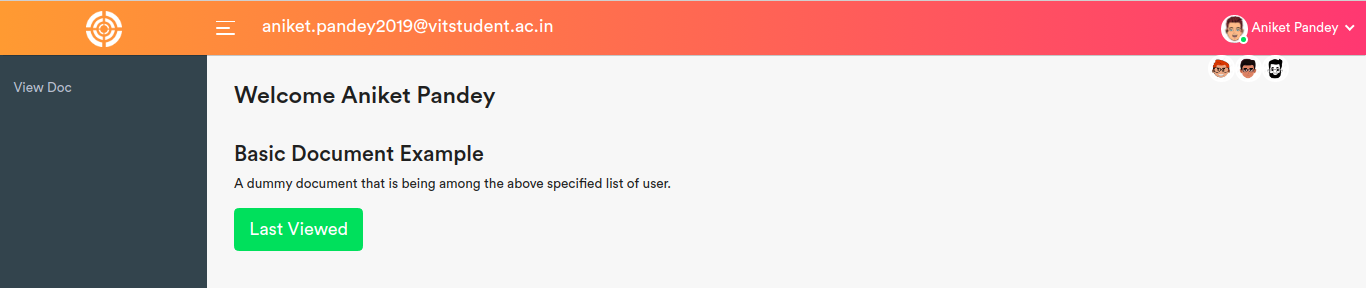 aniket.pandey2019@vitstudent.ac.in
Aniket Pandey
View Doc
Welcome Aniket Pandey
Basic Document Example
A dummy document that is being among the above specified list of user.
Last Viewed